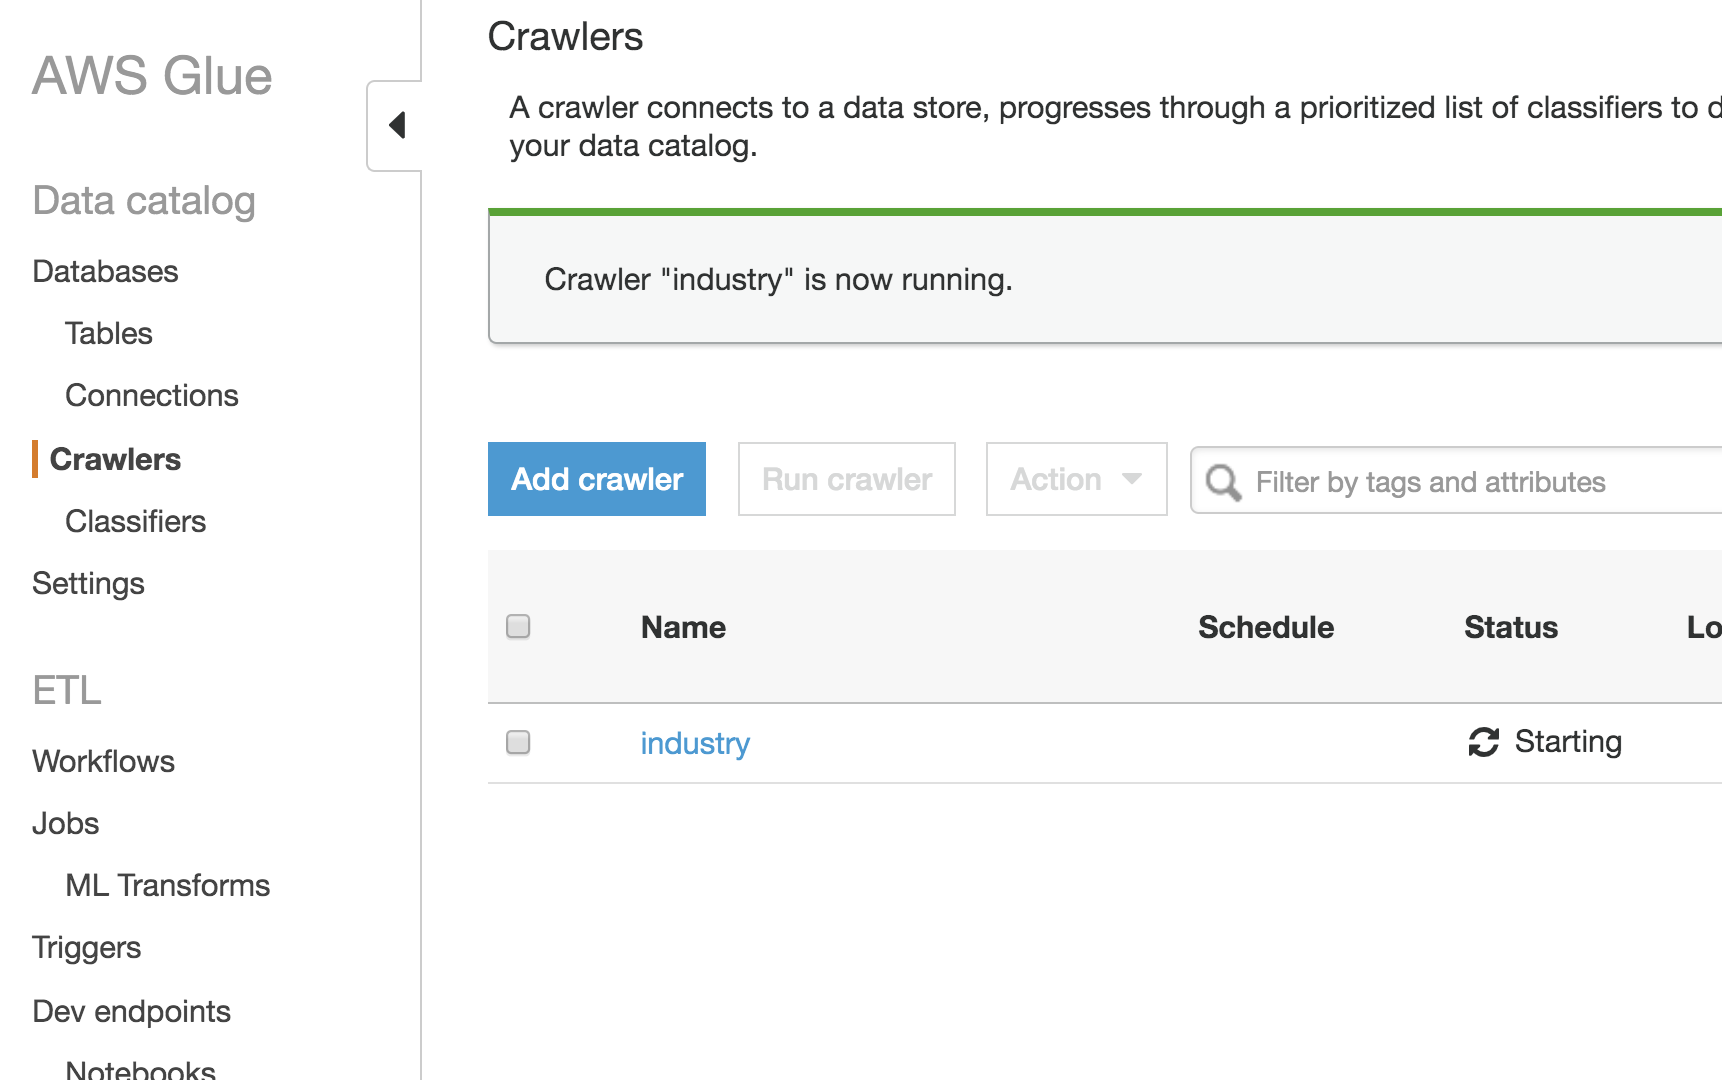 AWS Glue
Data catalog
Databases
Tables
Connections
Crawlers
Classifiers
Settings
ETL
Workflows
Jobs
ML Transforms
Triggers
Dev endpoints
Notebooks
Crawlers
A crawler connects to a data store, progresses through a prioritized list of classifiers to d
your data catalog.
Crawler "industry" is now running.
Add crawler Run crawler Action Filter by tags and attributes
Name Schedule Status Lo
industry Starting